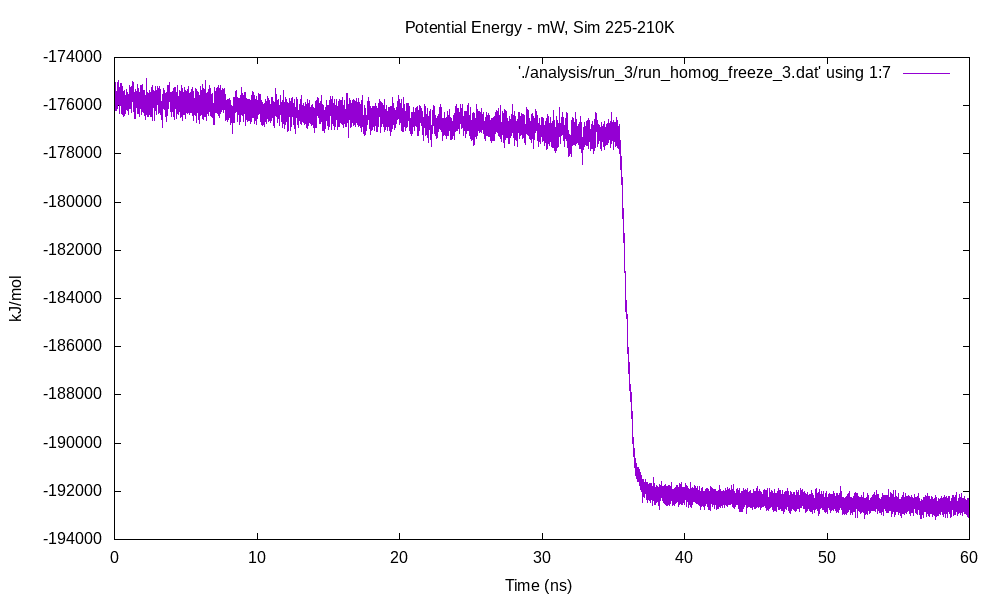 Potential Energy - mW, Sim 225-210K
'./analysis/run_3/run_homog_freeze_3.dat' using 1:7
-174000
-176000
-178000
-180000
-182000
-184000
-186000
-188000
-190000
-192000
-194000
kJ/mol
0 10 20 30 40 50 60
Time (ns)